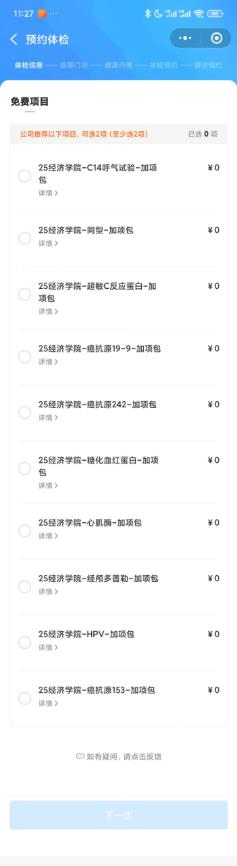 11:27
预约体检
体检信息 选择门店 健康问卷 体检预约 提交预约
免费项目
公司推荐以下项目，可选2项 (至少选2项) 已选 0 项
25经济学院-C14呼气试验-加项
包
¥0
详情 >
25经济学院-同型-加项包 ¥0
详情 >
25经济学院-超敏C反应蛋白-加
项包
¥0
详情 >
25经济学院-癌抗原19-9-加项包 ¥0
详情 >
25经济学院-癌抗原242-加项包 ¥0
详情 >
25经济学院-糖化血红蛋白-加项
包
¥0
详情 >
25经济学院-心肌酶-加项包 ¥0
详情 >
25经济学院-经颅多普勒-加项包 ¥0
详情 >
25经济学院-HPV-加项包 ¥0
详情 >
25经济学院-癌抗原153-加项包 ¥0
详情 >
如有疑问，请点击反馈
下一步